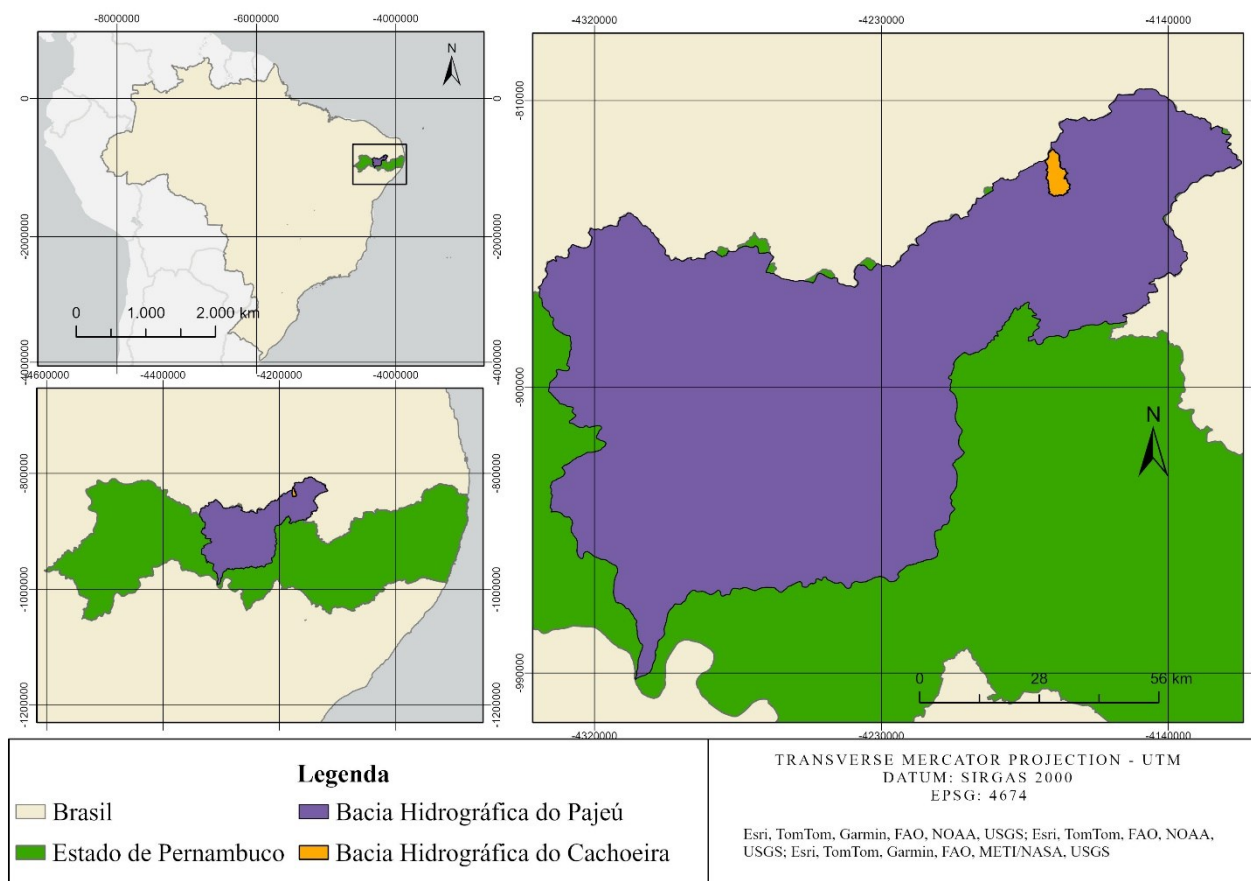 -8000000 -6000000 -4000000
N
0 0
-2000000 -2000000
-4000000 -4000000
0 1.000 2.000 km
-4600000 -4400000 -4200000 -4000000
-800000 -800000
-1000000 -1000000
-1200000 -1200000
-4320000 -4230000 -4140000
-810000 -810000
-900000 -900000
N
-990000 -990000
0 28 56 km
-4320000 -4230000 -4140000
Legenda
Brasil
Bacia Hidrográfica do Pajeú
Estado de Pernambuco
Bacia Hidrográfica do Cachoeira
TRANSVERSE MERCATOR PROJECTION - UTM
DATUM: SIRGAS 2000
EPSG: 4674
Esri, TomTom, Garmin, FAO, NOAA, USGS; Esri, TomTom, FAO, NOAA,
USGS; Esri, TomTom, Garmin, FAO, METI/NASA, USGS